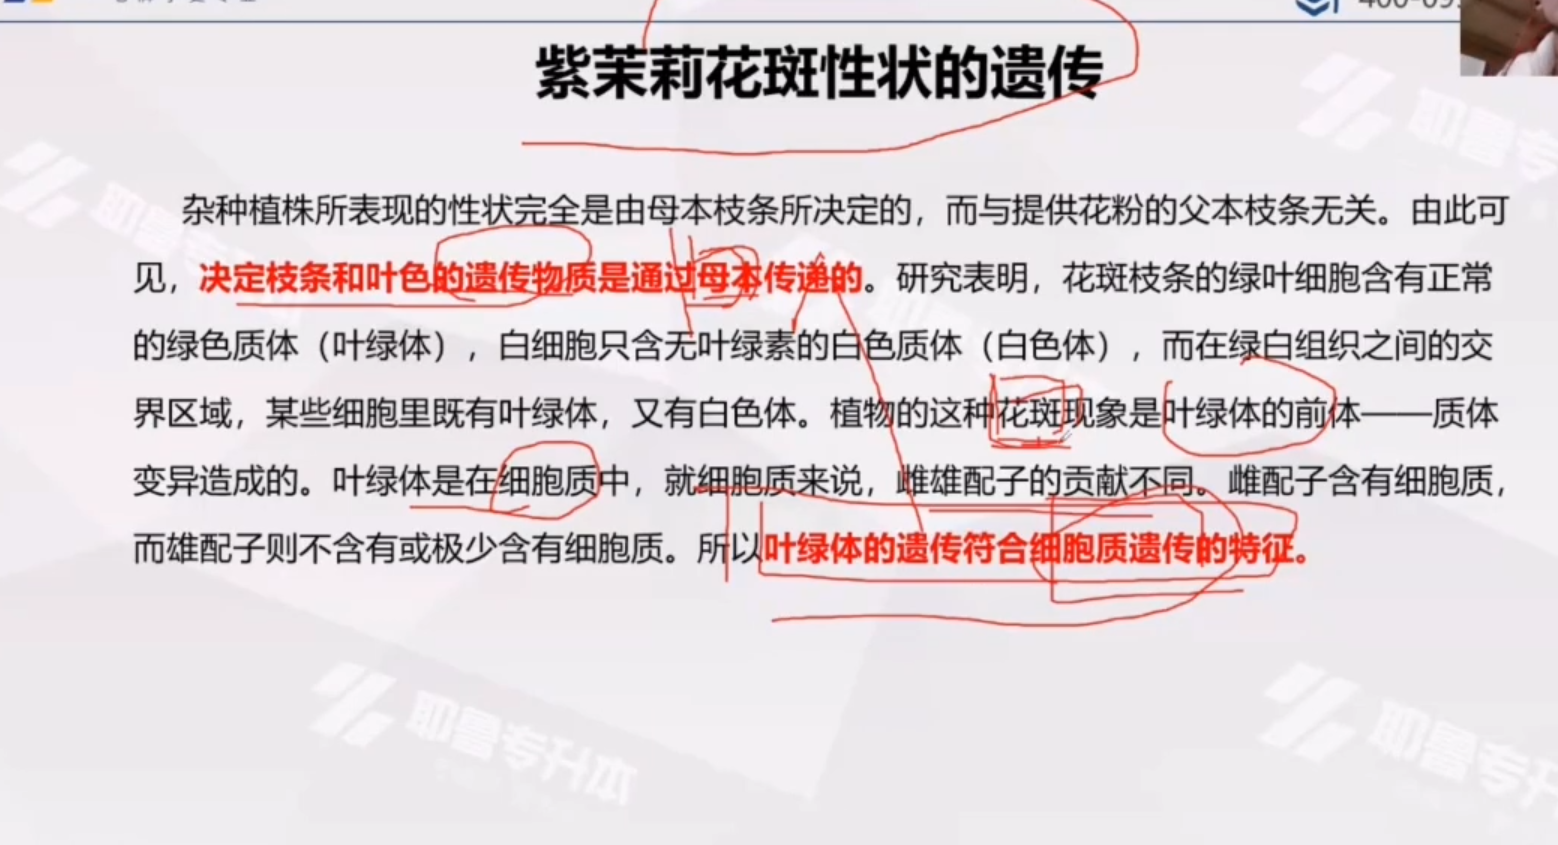 400-09
紫茉莉花斑性状的遗传
杂种植株所表现的性状完全是由母本枝条所决定的，而与提供花粉的父本枝条无关。由此可
见，决定枝条和叶色的遗传物质是通过母本传递的。研究表明，花斑枝条的绿叶细胞含有正常
的绿色质体（叶绿体），白细胞只含无叶绿素的白色质体（白色体），而在绿白组织之间的交
界区域，某些细胞里既有叶绿体，又有白色体。植物的这种花斑现象是叶绿体的前体——质体
变异造成的。叶绿体是在细胞质中，就细胞质来说，雌雄配子的贡献不同。雌配子含有细胞质，
而雄配子则不含有或极少含有细胞质。所以叶绿体的遗传符合细胞质遗传的特征。
耶鲁专升本
耶鲁专升
耶鲁专
耶鲁专